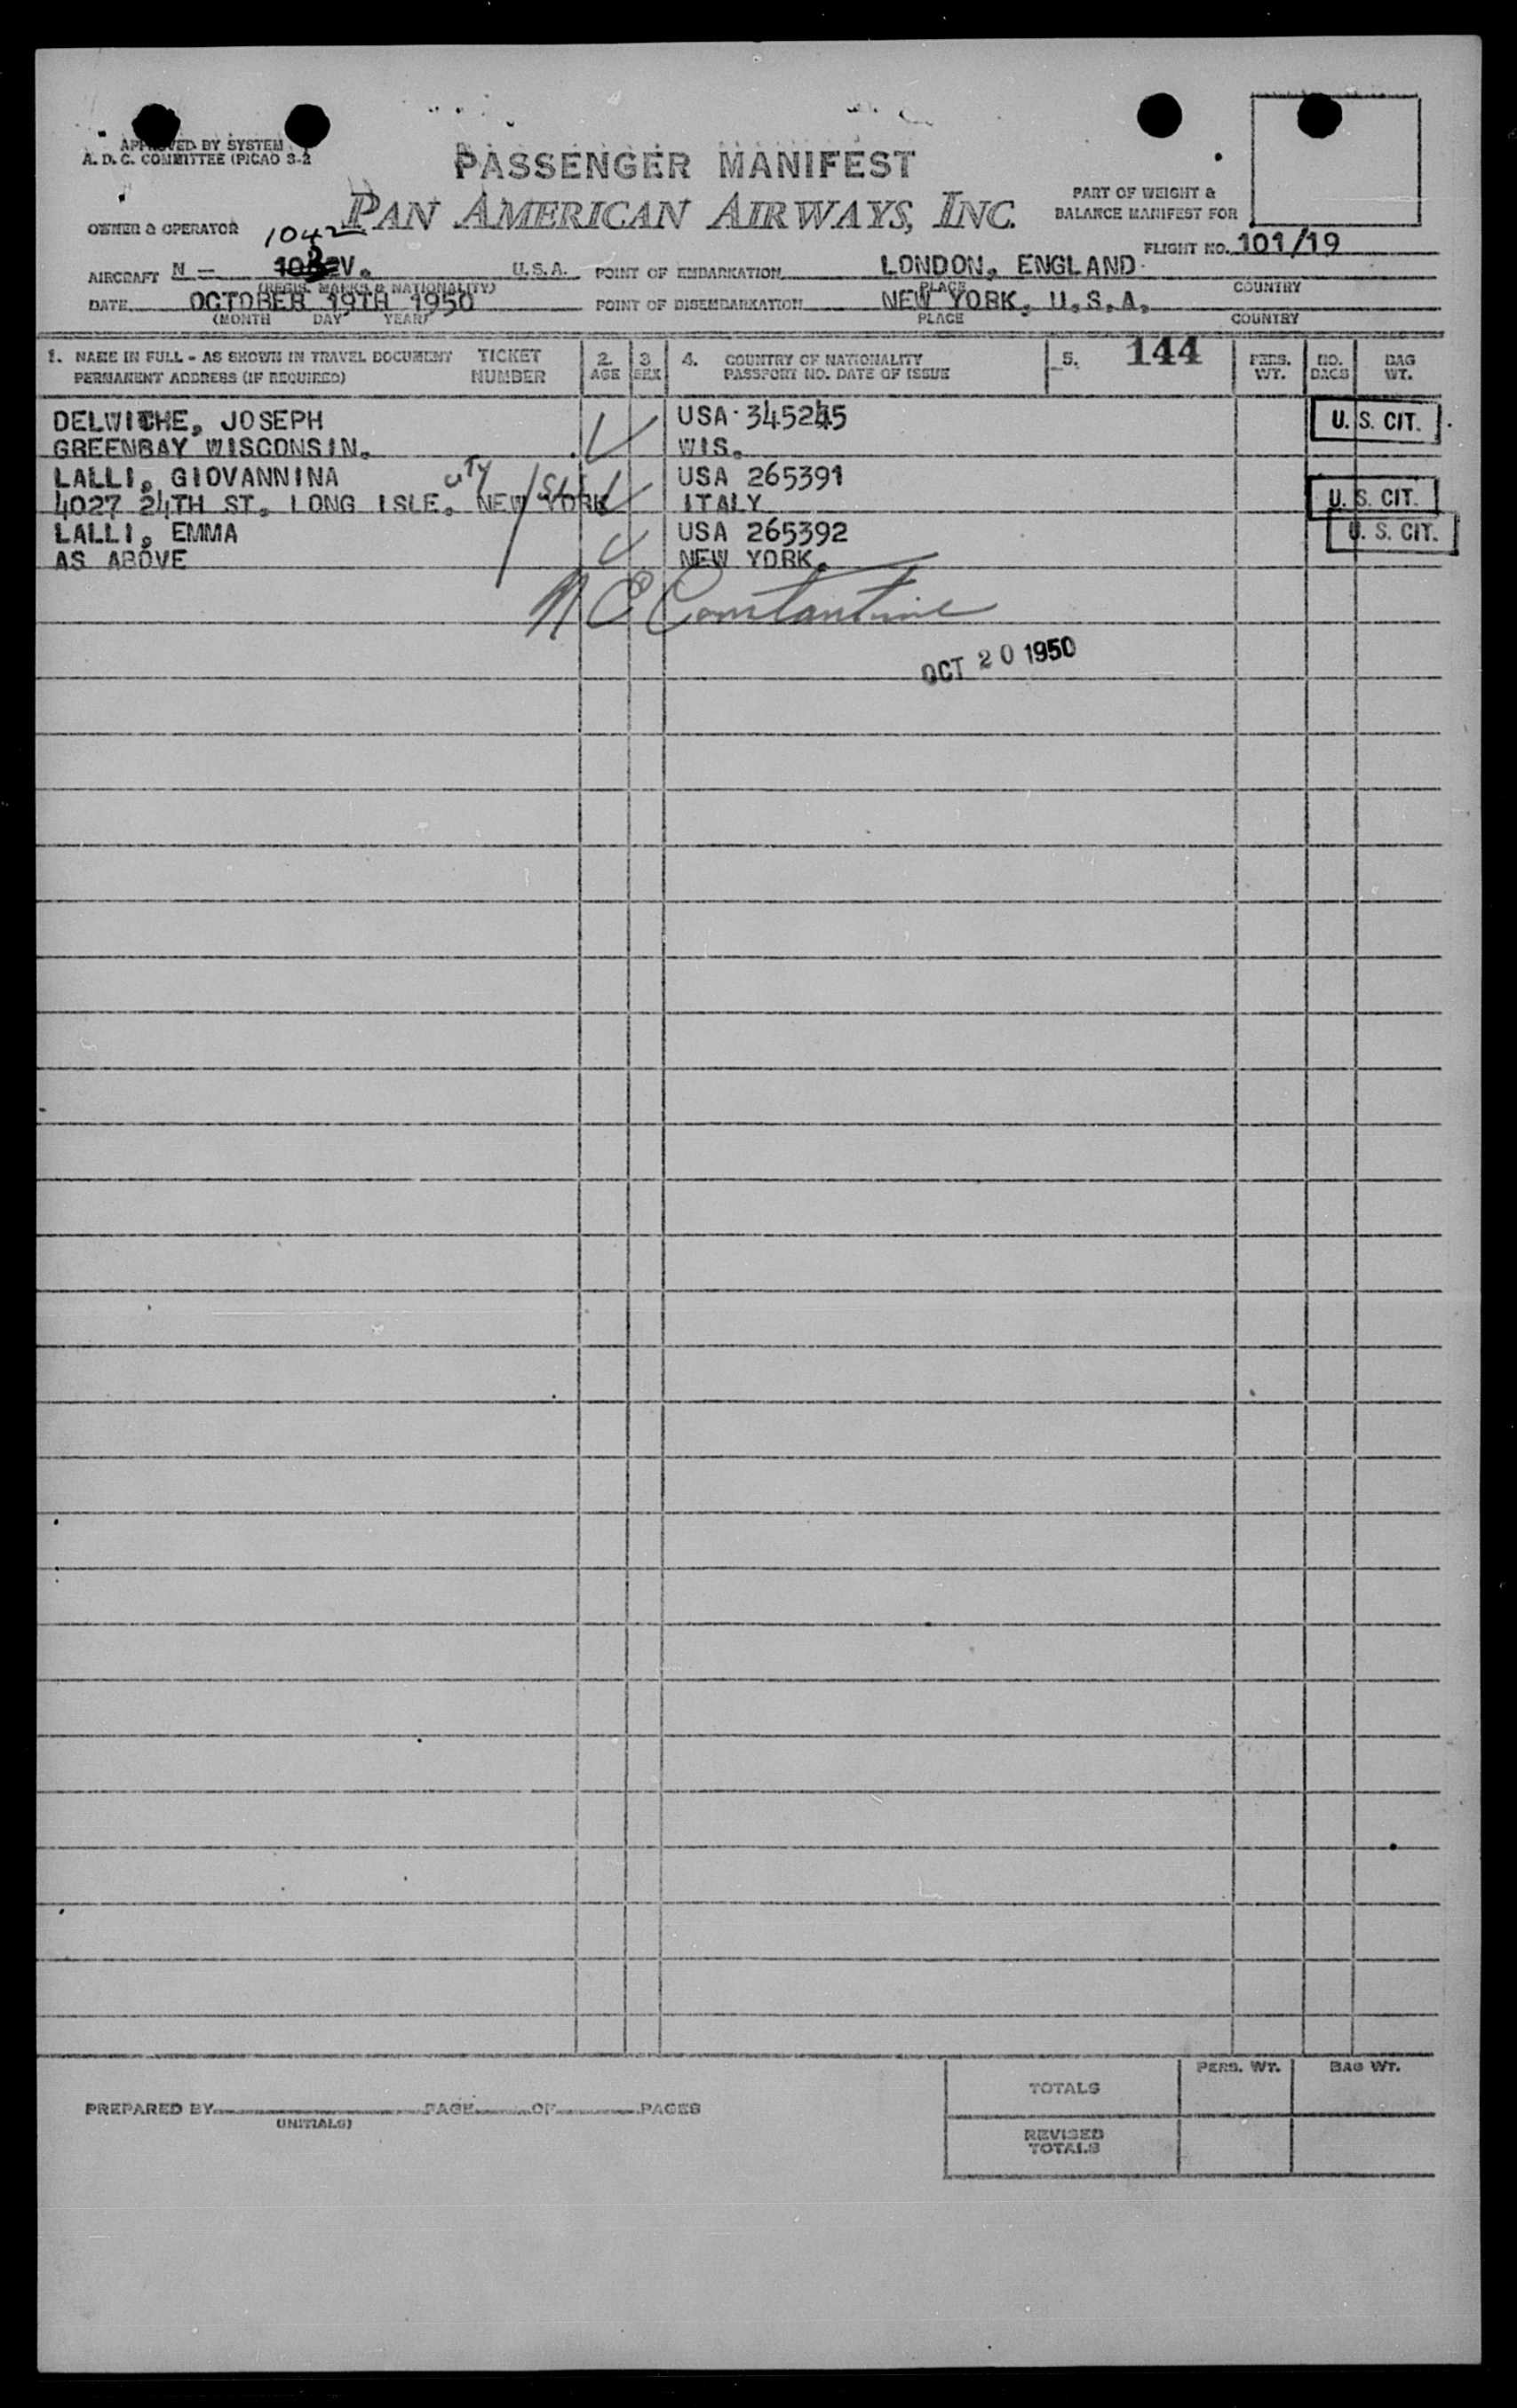 APPROVED BY SYSTEM
A. D. C. COMMITTEE (PICAO S-2
PASSENGER MANIFEST
PART OF WEIGHT &
BALANCE MANIFEST FOR
OWNER & OPERATOR
PAN AMERICAN AIRWAYS, INC.
1042
FLIGHT NO. 101/19
AIRCRAFT N - V. U.S.A. POINT OF EMBARKATION LONDON, ENGLAND
(REGIS. MARKS & NATIONALITY) PLACE COUNTRY
DATE OCTOBER 19TH 1950 POINT OF DISEMBARKATION NEW YORK, U.S.A.
(MONTH DAY YEAR) PLACE COUNTRY
144
1. NAME IN FULL - AS SHOWN IN TRAVEL DOCUMENT TICKET 2. 3. 4. COUNTRY OF NATIONALITY 5. PERS. NO. BAG
PERMANENT ADDRESS (IF REQUIRED) NUMBER AGE SEX PASSPORT NO. DATE OF ISSUE WT. BAGS WT.
DELWICHE, JOSEPH USA 345245 U. S. CIT.
GREENBAY WISCONSIN. WIS.
LALLI, GIOVANNINA USA 265391
CITY
4027 24TH ST. LONG ISLE. NEW YORK ITALY U. S. CIT.
LALLI, EMMA USA 265392 U. S. CIT.
AS ABOVE NEW YORK.
N C Constantine
OCT 20 1950
PERS. WT. BAG WT.
TOTALS
PREPARED BY PAGE OF PAGES
(INITIALS)
REVISED
TOTALS